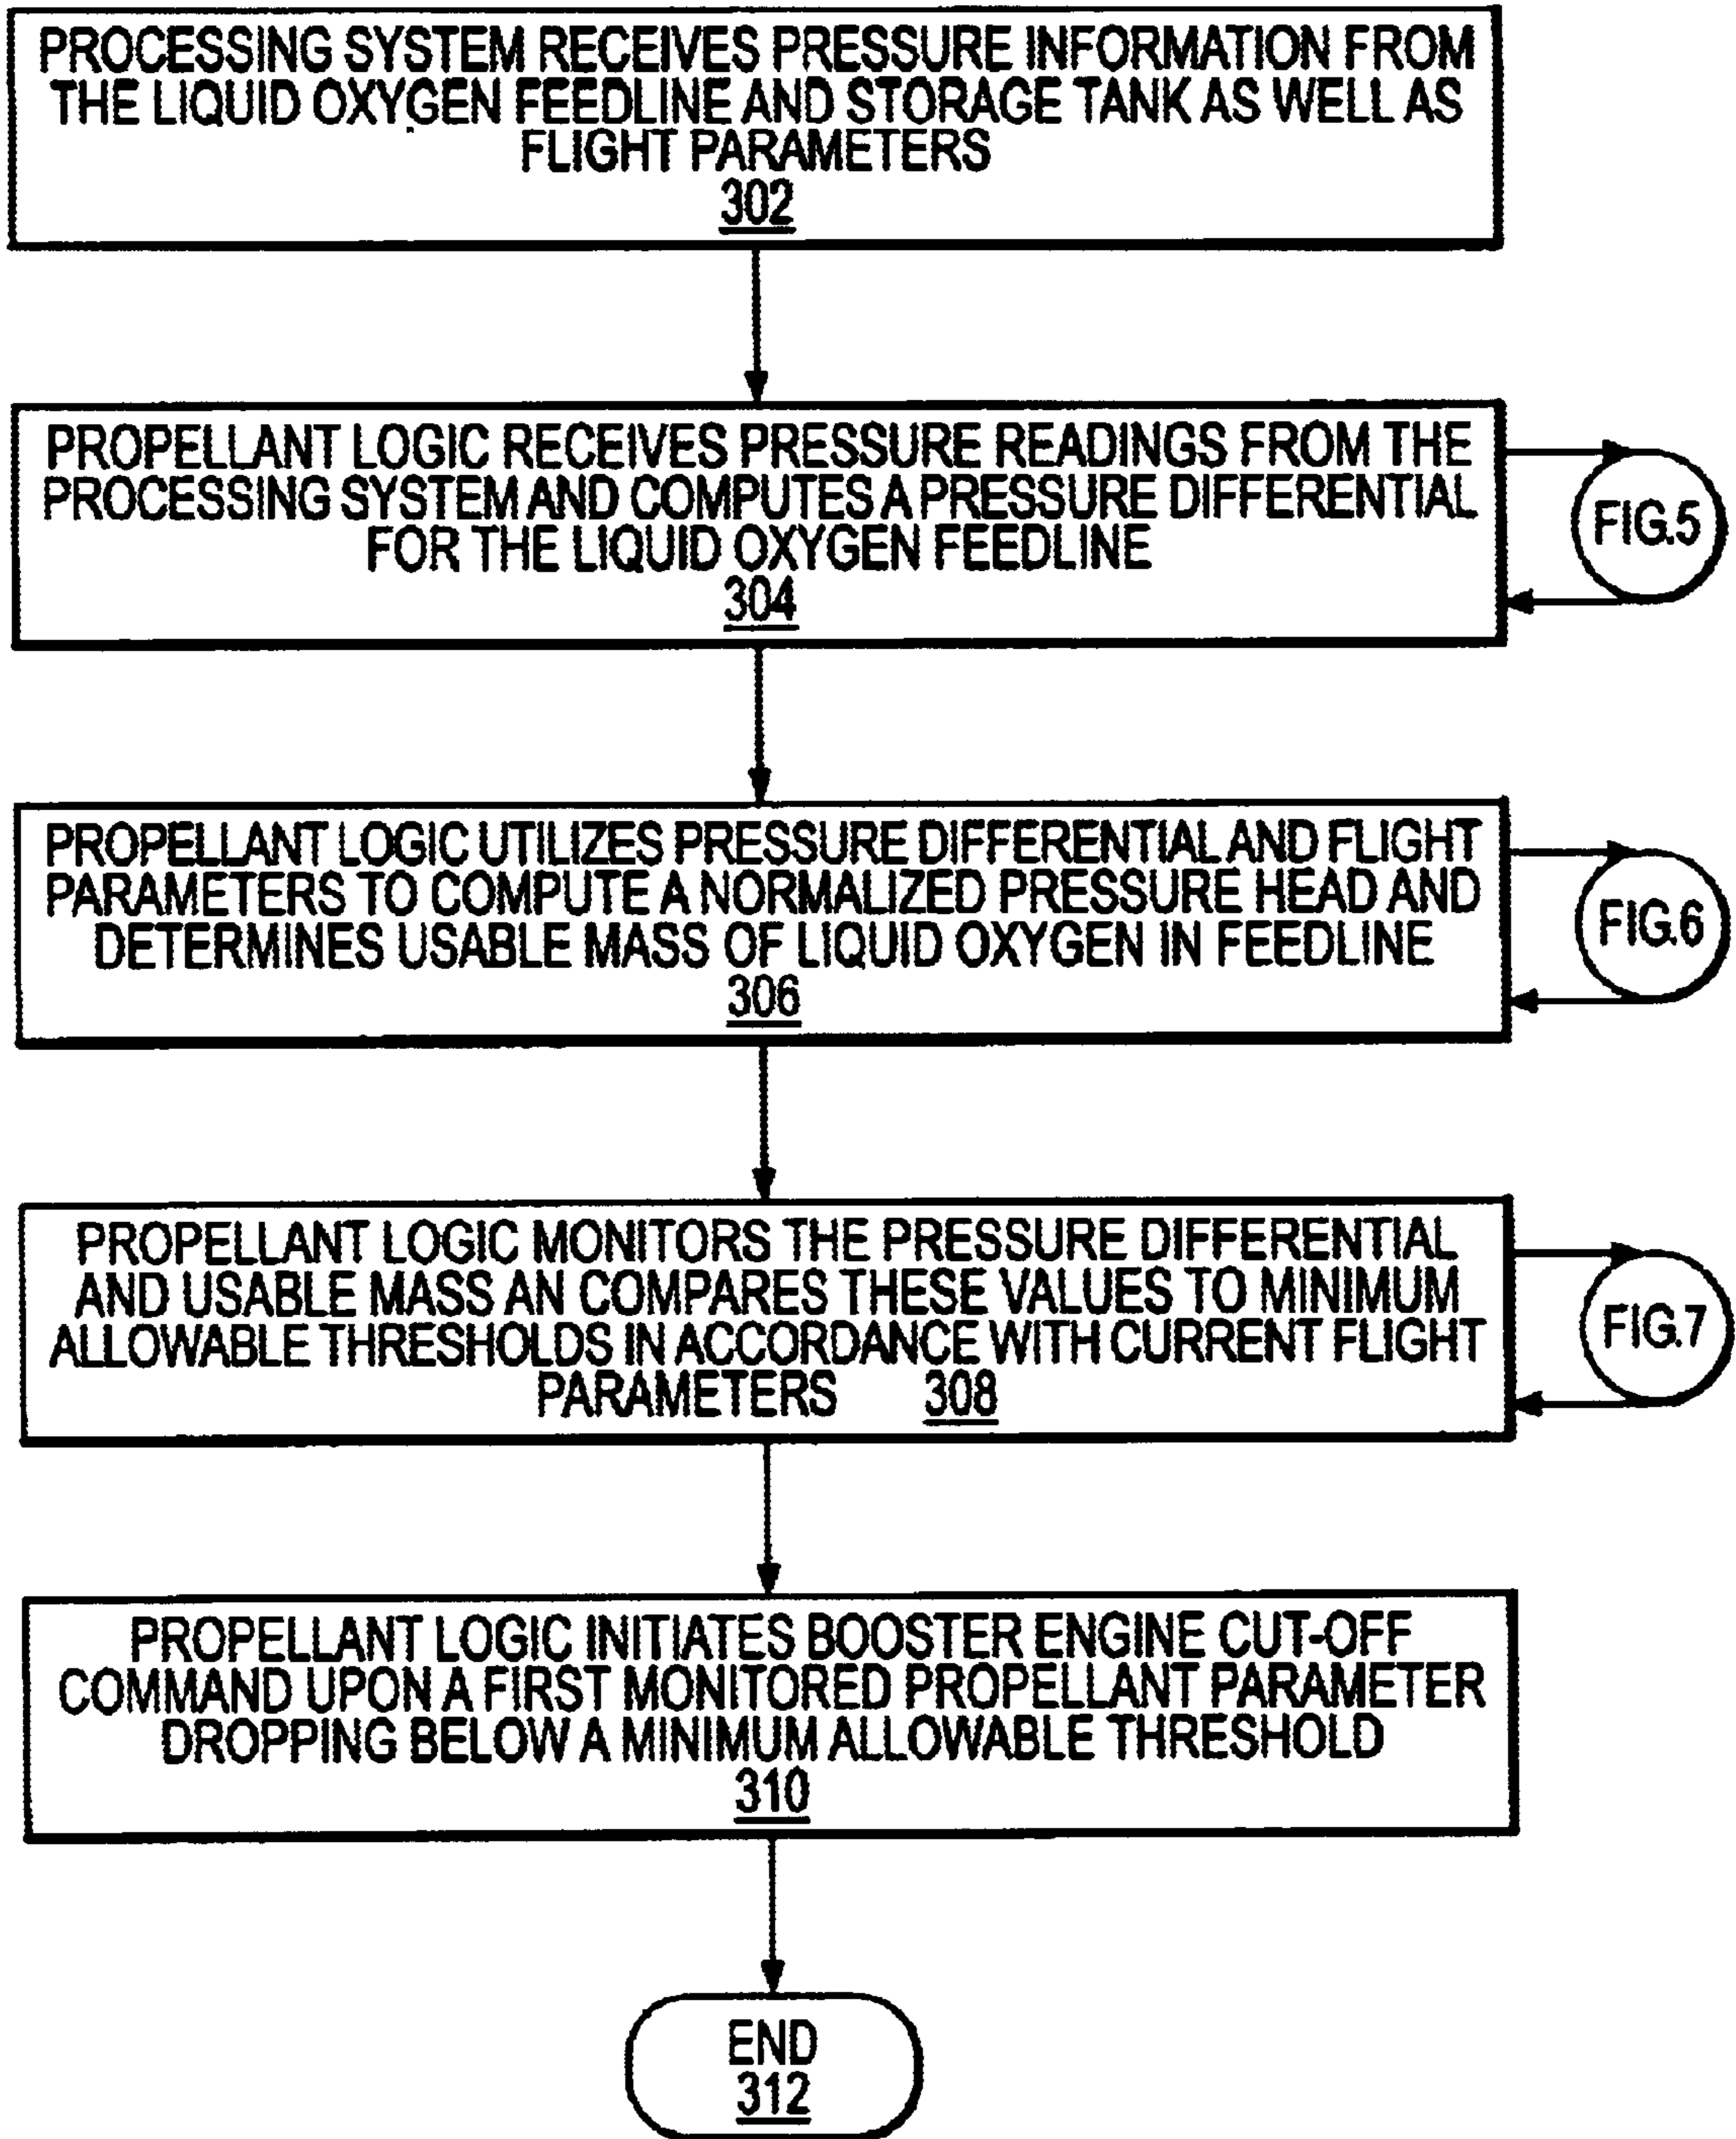 PROCESSING SYSTEM RECEIVES PRESSURE INFORMATION FROM
THE LIQUID OXYGEN FEEDLINE AND STORAGE TANK AS WELL AS
FLIGHT PARAMETERS
302
PROPELLANT LOGIC RECEIVES PRESSURE READINGS FROM THE
PROCESSING SYSTEM AND COMPUTES A PRESSURE DIFFERENTIAL
FOR THE LIQUID OXYGEN FEEDLINE
304
FIG.5
PROPELLANT LOGIC UTILIZES PRESSURE DIFFERENTIAL AND FLIGHT
PARAMETERS TO COMPUTE A NORMALIZED PRESSURE HEAD AND
DETERMINES USABLE MASS OF LIQUID OXYGEN IN FEEDLINE
306
FIG.6
PROPELLANT LOGIC MONITORS THE PRESSURE DIFFERENTIAL
AND USABLE MASS AN COMPARES THESE VALUES TO MINIMUM
ALLOWABLE THRESHOLDS IN ACCORDANCE WITH CURRENT FLIGHT
PARAMETERS 308
FIG.7
PROPELLANT LOGIC INITIATES BOOSTER ENGINE CUT-OFF
COMMAND UPON A FIRST MONITORED PROPELLANT PARAMETER
DROPPING BELOW A MINIMUM ALLOWABLE THRESHOLD
310
END
312